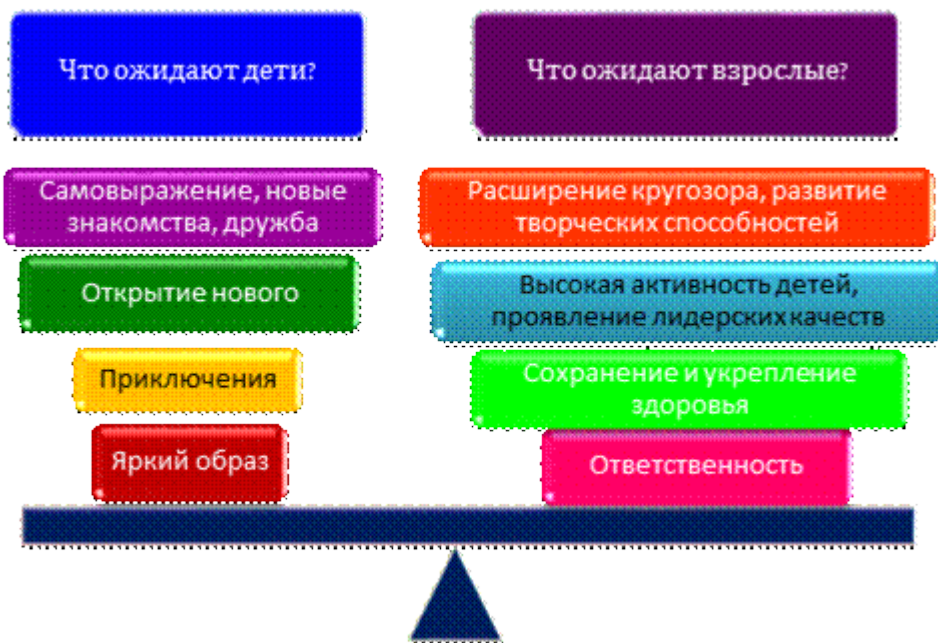 Что ожидают дети?
Что ожидают взрослые?
Самовыражение, новые
знакомства, дружба
Открытие нового
Приключения
Яркий образ
Расширение кругозора, развитие
творческих способностей
Высокая активность детей,
проявление лидерских качеств
Сохранение и укрепление
здоровья
Ответственность